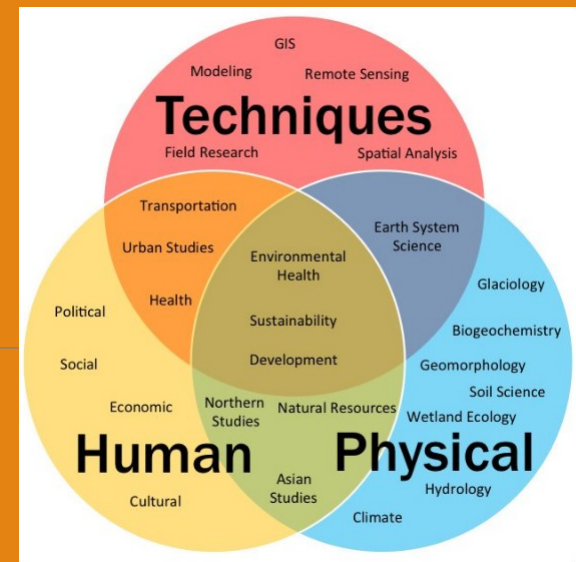 GIS
Modeling
Remote Sensing
Techniques
Field Research
Spatial Analysis
Transportation
Urban Studies
Health
Environmental
Health
Sustainability
Development
Earth System
Science
Political
Social
Economic
Human
Cultural
Northern
Studies
Natural Resources
Asian
Studies
Glaciology
Biogeochemistry
Geomorphology
Soil Science
Wetland Ecology
Physical
Hydrology
Climate